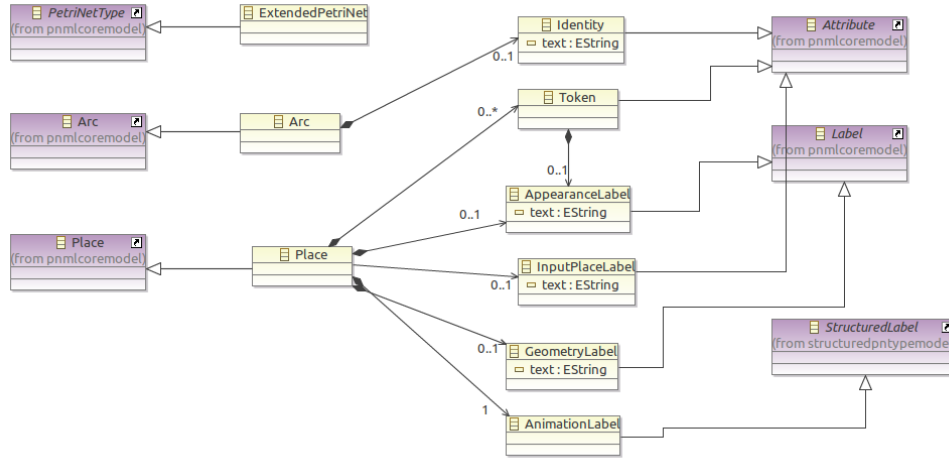 PetriNetType
(from pnmlcoremodel)
ExtendedPetriNet
Identity
text : EString
Attribute
(from pnmlcoremodel)
0..1
Arc
(from pnmlcoremodel)
Arc
0..*
Token
Label
(from pnmlcoremodel)
0..1
AppearanceLabel
text : EString
0..1
Place
(from pnmlcoremodel)
Place
InputPlaceLabel
text : EString
0..1
StructuredLabel
(from structuredpntypemode
0..1
GeometryLabel
text : EString
1
AnimationLabel